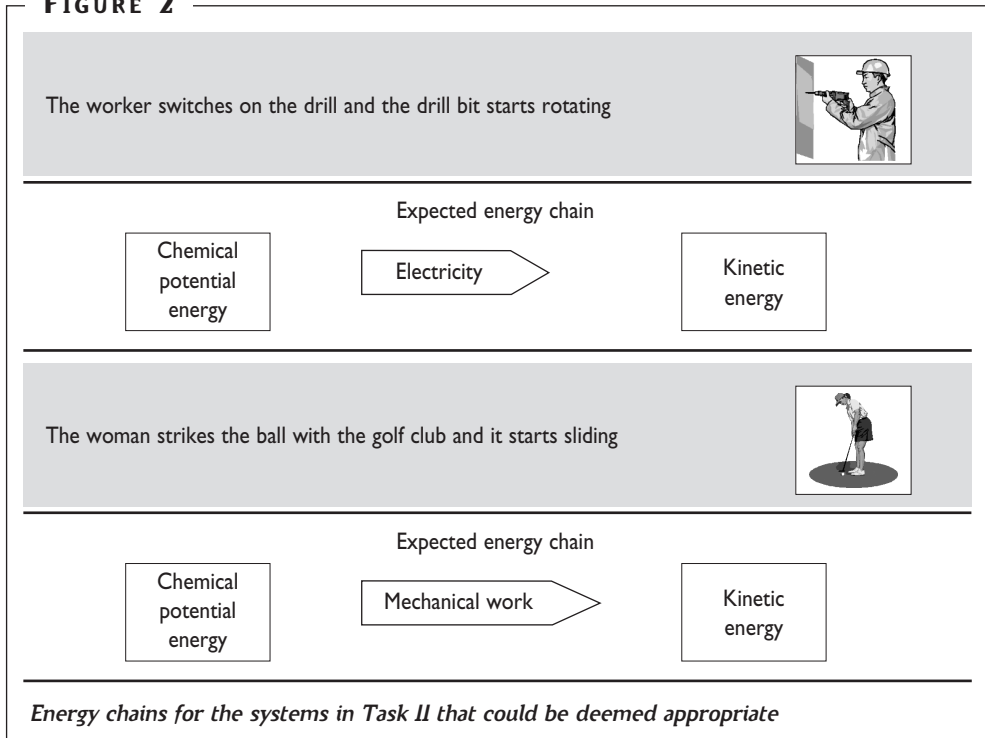 FIGURE 2
The worker switches on the drill and the drill bit starts rotating
Expected energy chain
Chemical
potential
energy
Electricity
Kinetic
energy
The woman strikes the ball with the golf club and it starts sliding
Expected energy chain
Chemical
potential
energy
Mechanical work
Kinetic
energy
Energy chains for the systems in Task II that could be deemed appropriate